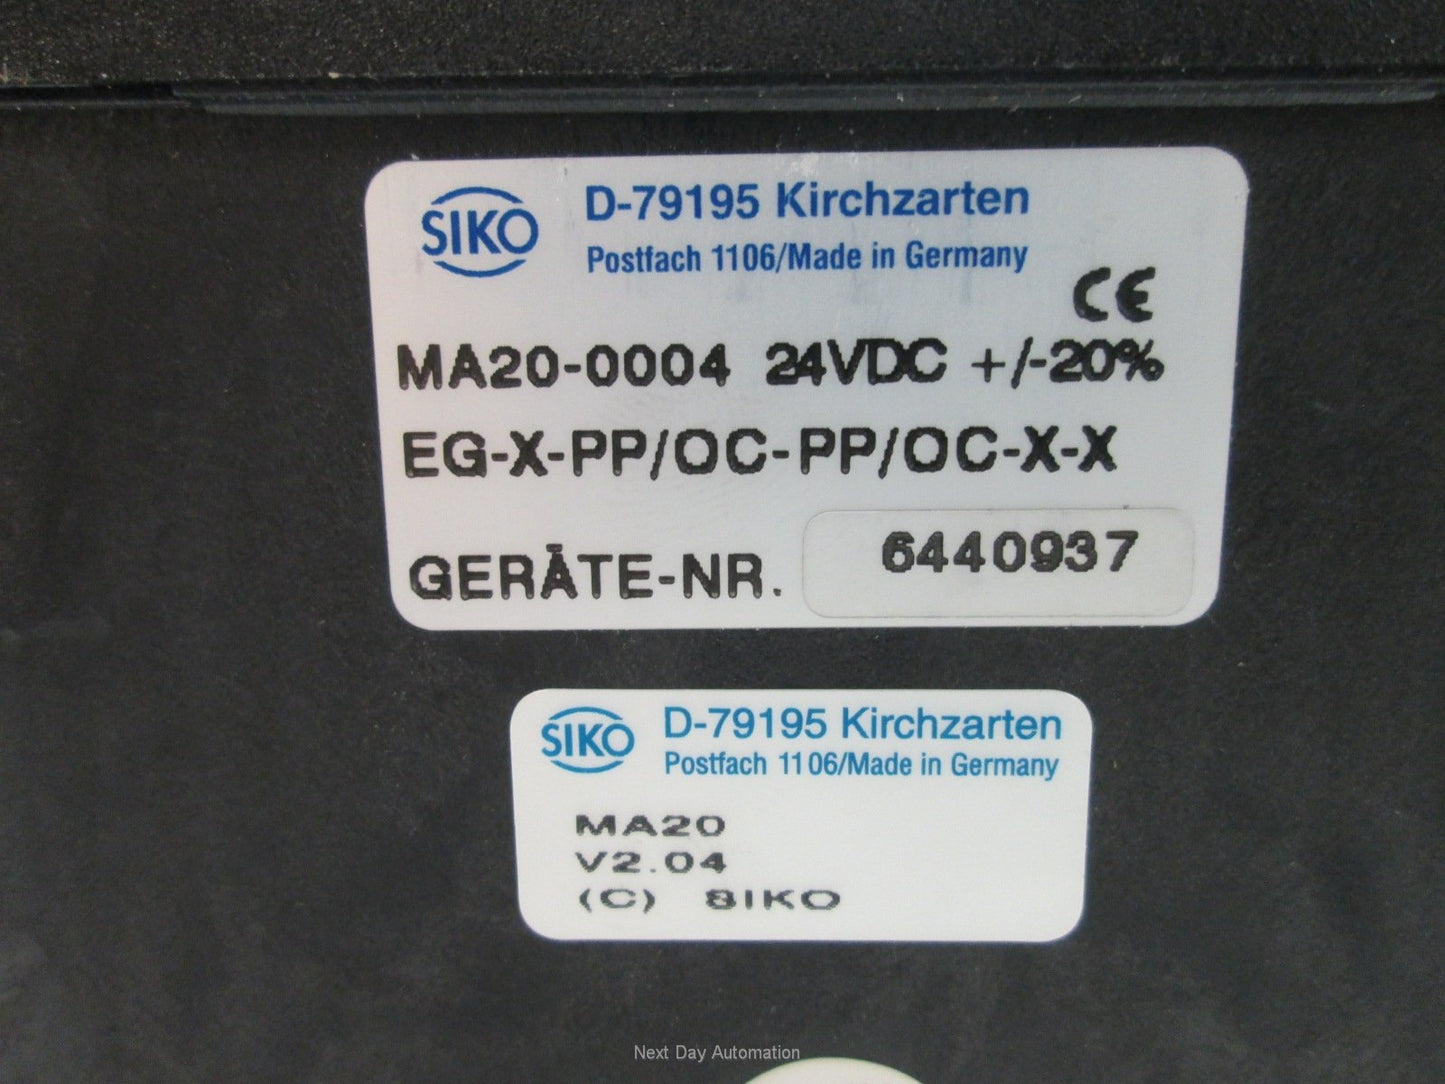 SIKO D-79195 Kirchzarten
Postfach 1106/Made in Germany
CE
MA20-0004 24VDC +/-20%
EG-X-PP/OC-PP/OC-X-X
GERÄTE-NR. 6440937
SIKO D-79195 Kirchzarten
Postfach 1106/Made in Germany
MA20
V2.04
(C) SIKO
Next Day Automation